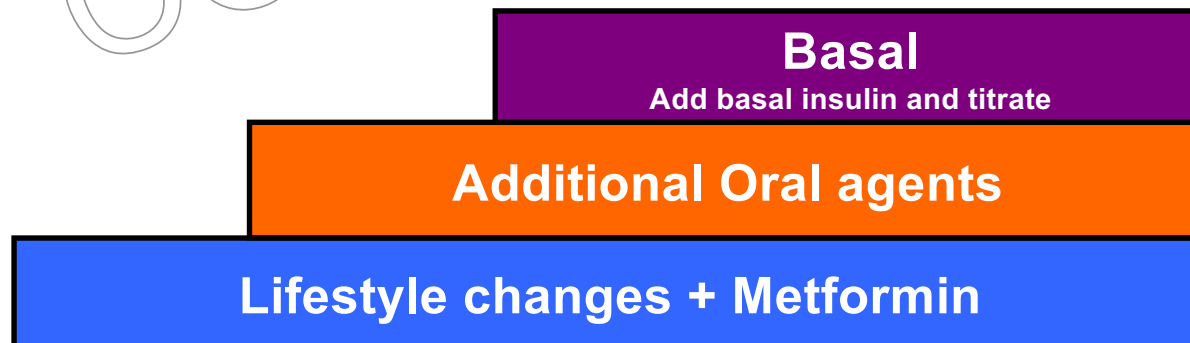 Basal
Add basal insulin and titrate
Additional Oral agents
Lifestyle changes + Metformin